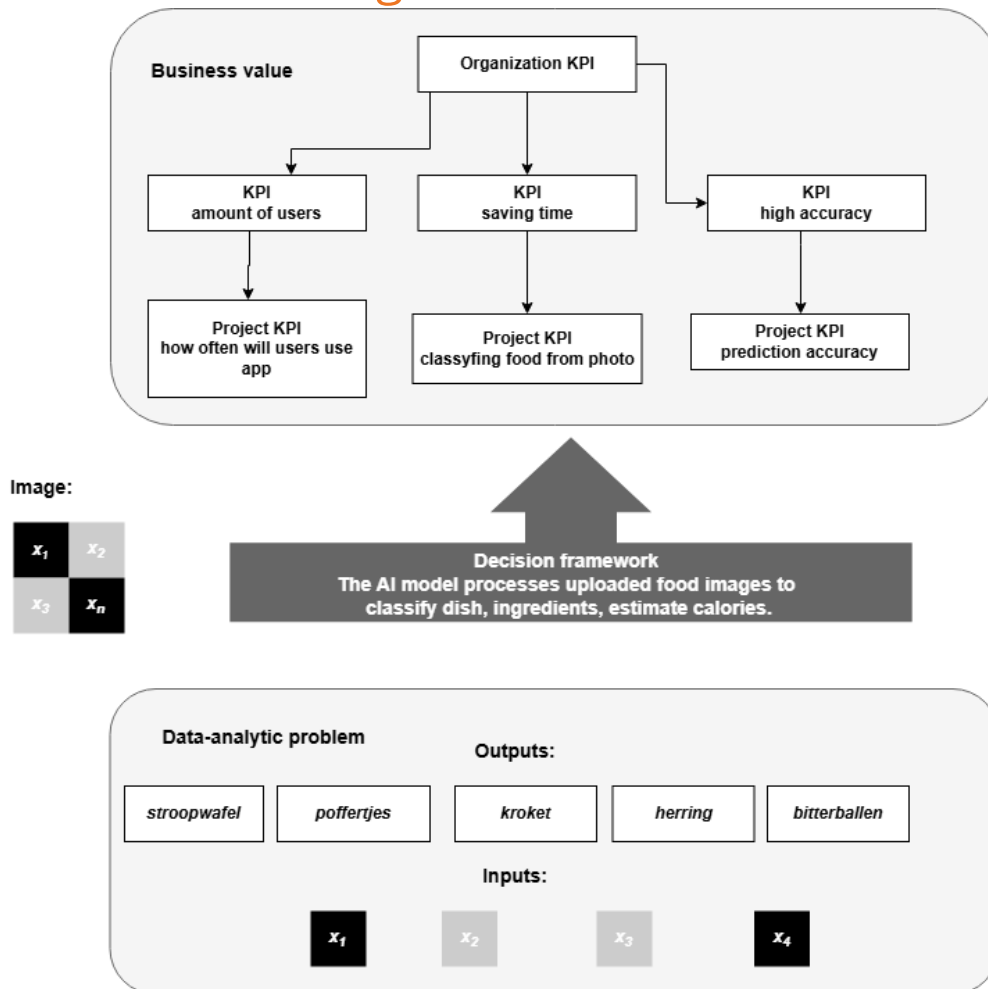 g
Business value
Organization KPI
KPI
amount of users
KPI
saving time
KPI
high accuracy
Project KPI
how often will users use
app
Project KPI
classyfing food from photo
Project KPI
prediction accuracy
Image:
x₁ x₂
x₃ xₙ
Decision framework
The AI model processes uploaded food images to
classify dish, ingredients, estimate calories.
Data-analytic problem
Outputs:
stroopwafel poffertjes kroket herring bitterballen
Inputs:
x₁ x₂ x₃ x₄